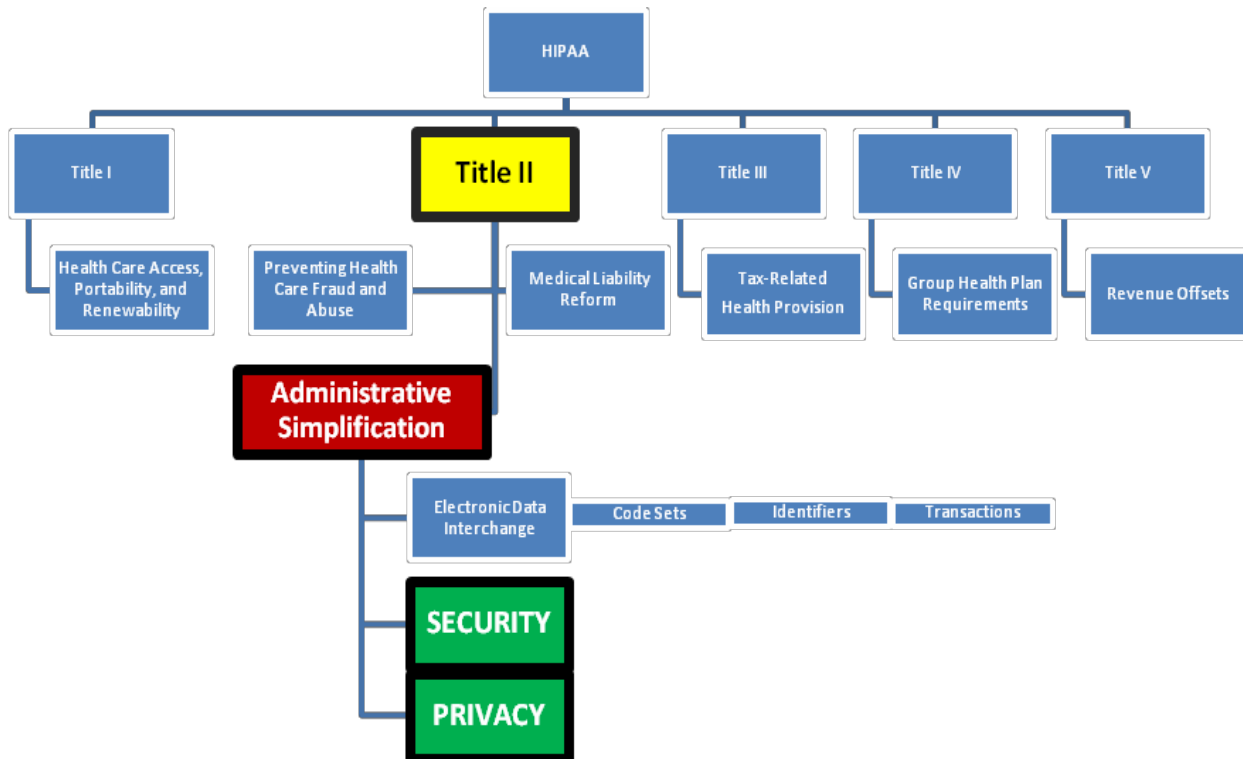 HIPAA
Title I
Title II
Title III
Title IV
Title V
Health Care Access,
Portability, and
Renewability
Preventing Health
Care Fraud and
Abuse
Medical Liability
Reform
Tax-Related
Health Provision
Group Health Plan
Requirements
Revenue Offsets
Administrative
Simplification
Electronic Data
Interchange
Code Sets
Identifiers
Transactions
SECURITY
PRIVACY